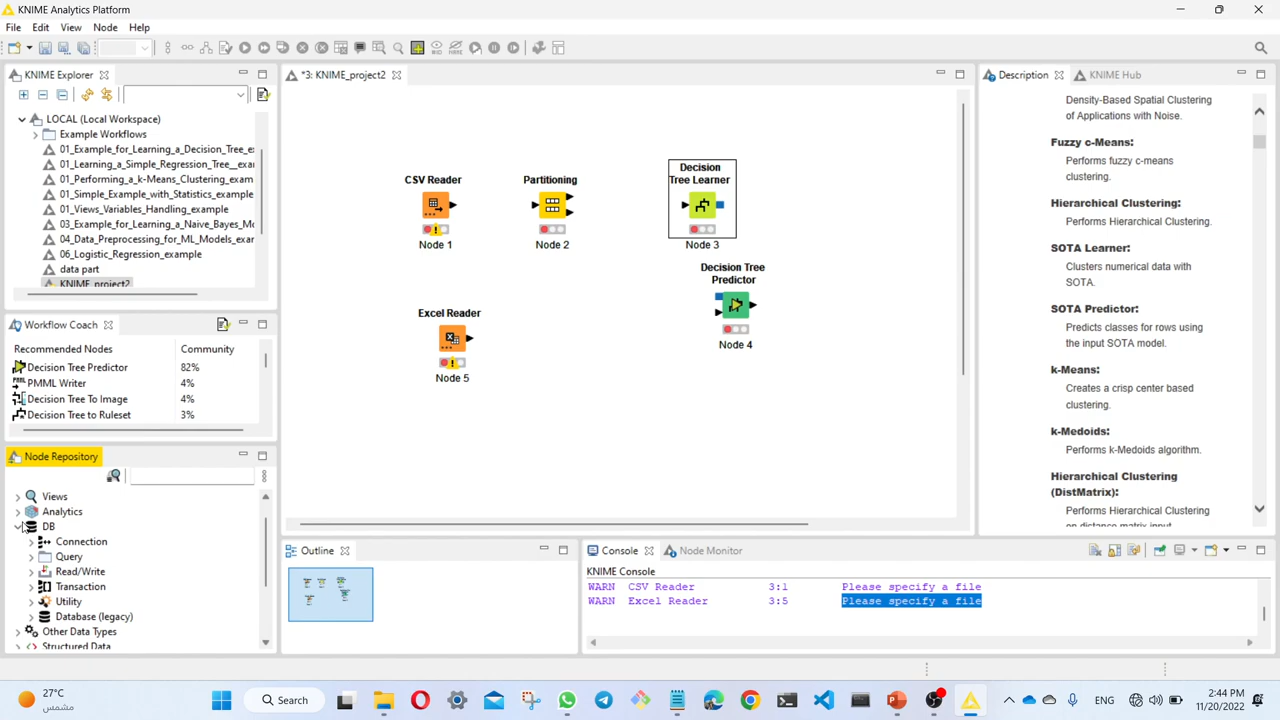 KNIME Analytics Platform
File Edit View Node Help
KNIME Explorer
LOCAL (Local Workspace)
Example Workflows
01_Example_for_Learning_a_Decision_Tree_e
01_Learning_a_Simple_Regression_Tree__exa
01_Performing_a_k-Means_Clustering_exam
01_Simple_Example_with_Statistics_example
01_Views_Variables_Handling_example
03_Example_for_Learning_a_Naive_Bayes_Mo
04_Data_Preprocessing_for_ML_Models_exam
06_Logistic_Regression_example
data part
KNIME_project2
Workflow Coach
Recommended Nodes Community
Decision Tree Predictor 82%
PMML Writer 4%
Decision Tree To Image 4%
Decision Tree to Ruleset 3%
Node Repository
Views
Analytics
DB
Connection
Query
Read/Write
Transaction
Utility
Database (legacy)
Other Data Types
Structured Data
*3: KNIME_project2
CSV Reader
Node 1
Partitioning
Node 2
Decision
Tree Learner
Node 3
Decision Tree
Predictor
Node 4
Excel Reader
Node 5
Outline
Console
Node Monitor
KNIME Console
WARN CSV Reader 3:1 Please specify a file
WARN Excel Reader 3:5 Please specify a file
Description
KNIME Hub
Density-Based Spatial Clustering
of Applications with Noise.
Fuzzy c-Means:
Performs fuzzy c-means
clustering.
Hierarchical Clustering:
Performs Hierarchical Clustering.
SOTA Learner:
Clusters numerical data with
SOTA.
SOTA Predictor:
Predicts classes for rows using
the input SOTA model.
k-Means:
Creates a crisp center based
clustering.
k-Medoids:
Performs k-Medoids algorithm.
Hierarchical Clustering
(DistMatrix):
Performs Hierarchical Clustering
on distance matrix input
27°C
مشمس
Search
ENG
2:44 PM
11/20/2022